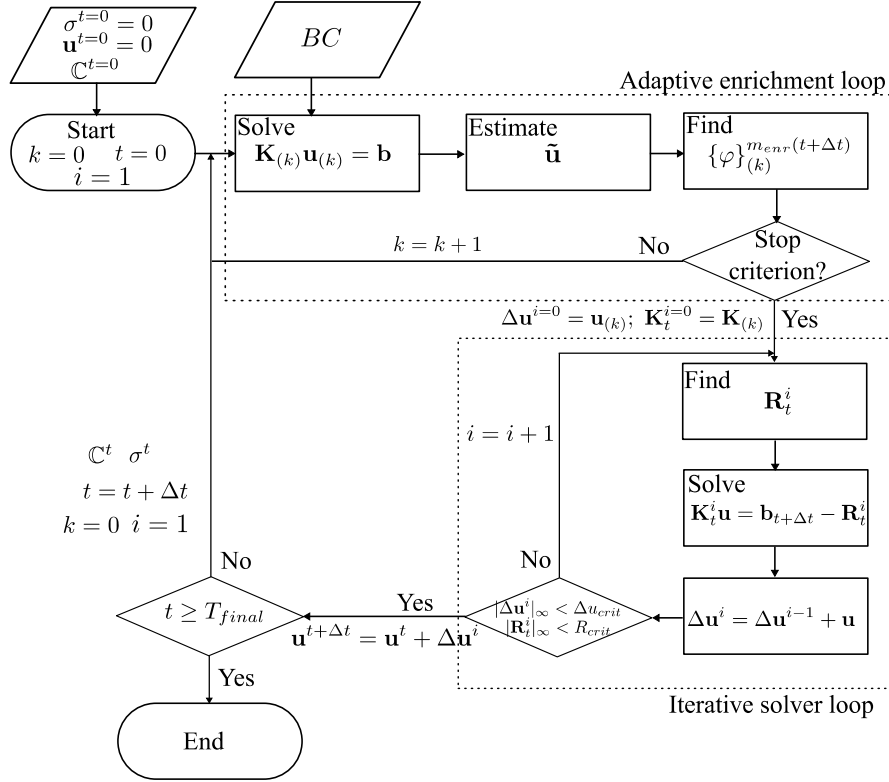 σ^{t=0} = 0
𝐮^{t=0} = 0
ℂ^{t=0}
BC
Adaptive enrichment loop
Start
k = 0 t = 0
i = 1
Solve
𝐊_{(k)}𝐮_{(k)} = 𝐛
Estimate
𝐮̃
Find
{φ}_{(k)}^{m_{enr}(t+Δt)}
Stop
criterion?
No
k = k + 1
Δ𝐮^{i=0} = 𝐮_{(k)}; 𝐊_t^{i=0} = 𝐊_{(k)}
Yes
Find
𝐑_t^i
i = i + 1
Solve
𝐊_t^i𝐮 = 𝐛_{t+Δt} − 𝐑_t^i
Δ𝐮^i = Δ𝐮^{i−1} + 𝐮
No
|Δ𝐮^i|_∞ < Δu_{crit}
|𝐑_t^i|_∞ < R_{crit}
Yes
𝐮^{t+Δt} = 𝐮^t + Δ𝐮^i
Iterative solver loop
ℂ^t σ^t
t = t + Δt
k = 0 i = 1
No
t ≥ T_{final}
Yes
End